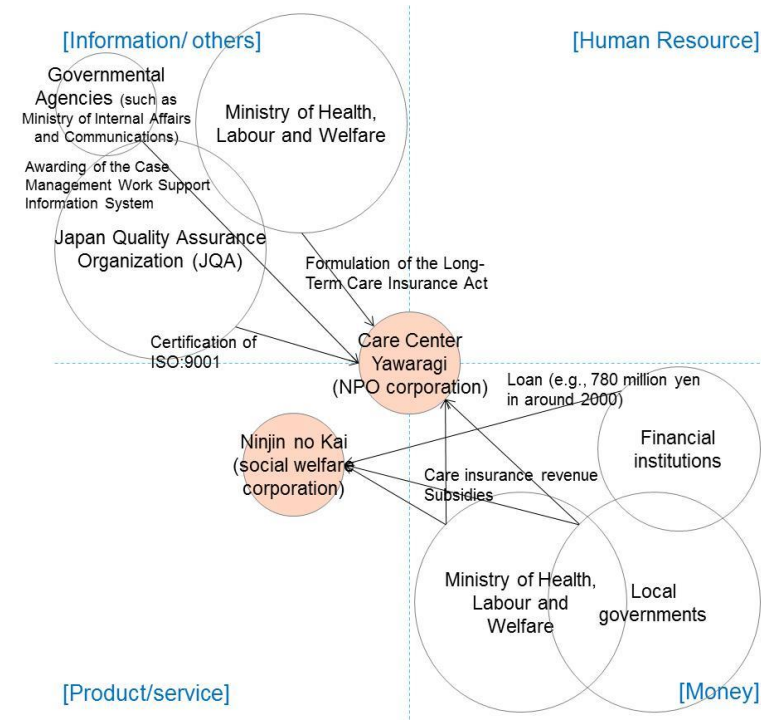 [Information/ others]
[Human Resource]
Governmental
Agencies (such as
Ministry of Internal Affairs
and Communications)
Ministry of Health,
Labour and Welfare
Awarding of the Case
Management Work Support
Information System
Japan Quality Assurance
Organization (JQA)
Formulation of the Long-
Term Care Insurance Act
Certification of
ISO:9001
Care Center
Yawaragi
(NPO corporation)
Loan (e.g., 780 million yen
in around 2000)
Ninjin no Kai
(social welfare
corporation)
Financial
institutions
Care insurance revenue
Subsidies
Ministry of Health,
Labour and
Welfare
Local
governments
[Product/service]
[Money]